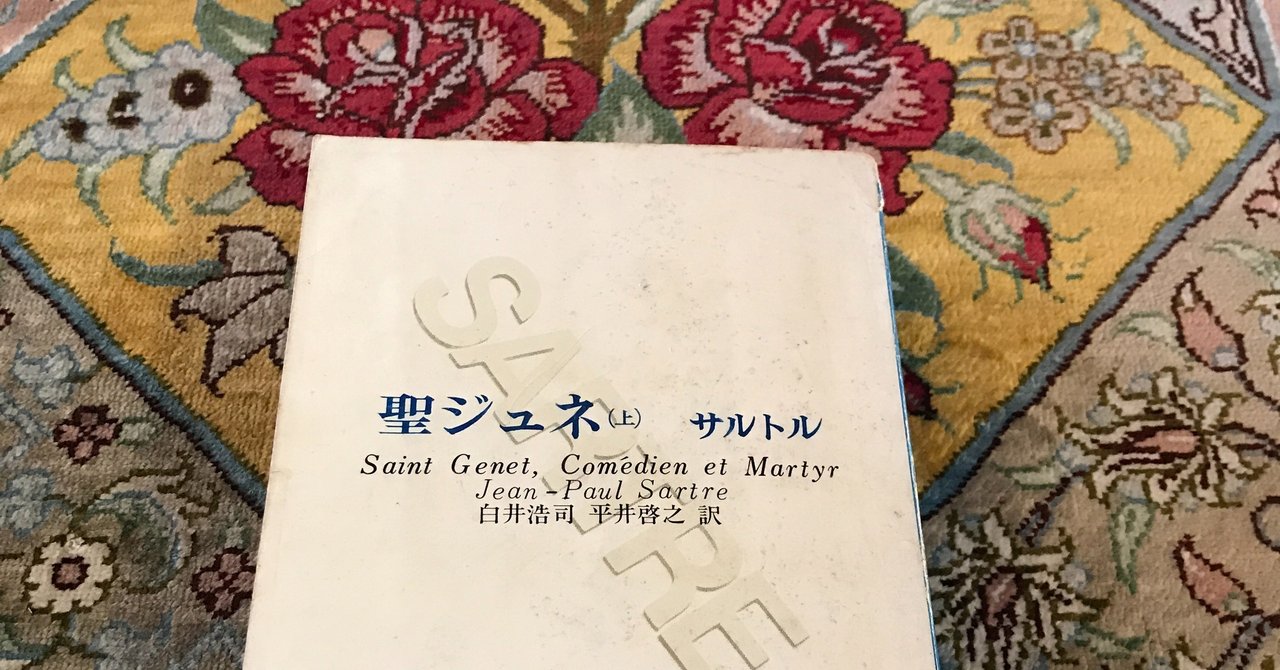 聖ジュネ(上) サルトル
Saint Genet, Comédien et Martyr
Jean-Paul Sartre
白井浩司 平井啓之 訳
SARTRE